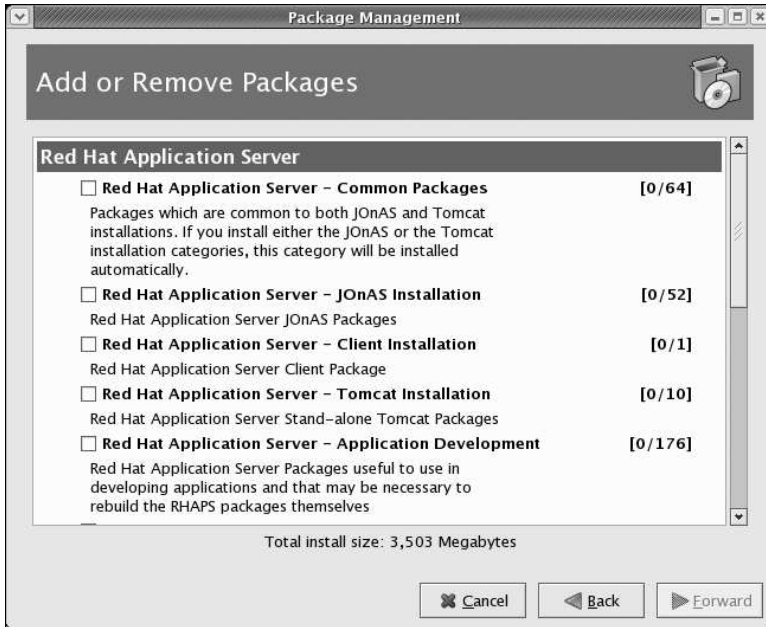 Package Management
Add or Remove Packages
Red Hat Application Server
Red Hat Application Server – Common Packages [0/64]
Packages which are common to both JOnAS and Tomcat
installations. If you install either the JOnAS or the Tomcat
installation categories, this category will be installed
automatically.
Red Hat Application Server – JOnAS Installation [0/52]
Red Hat Application Server JOnAS Packages
Red Hat Application Server – Client Installation [0/1]
Red Hat Application Server Client Package
Red Hat Application Server – Tomcat Installation [0/10]
Red Hat Application Server Stand-alone Tomcat Packages
Red Hat Application Server – Application Development [0/176]
Red Hat Application Server Packages useful to use in
developing applications and that may be necessary to
rebuild the RHAPS packages themselves
Total install size: 3,503 Megabytes
Cancel Back Forward